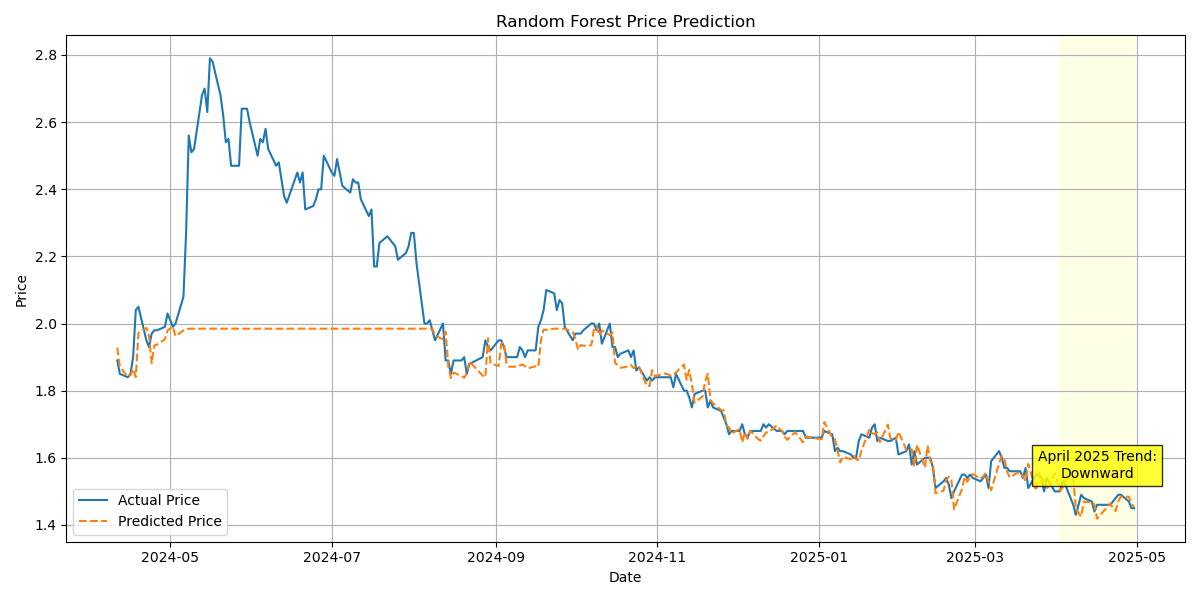 Random Forest Price Prediction
Price
2.8
2.6
2.4
2.2
2.0
1.8
1.6
1.4
April 2025 Trend:
Downward
Actual Price
Predicted Price
2024-05
2024-07
2024-09
2024-11
2025-01
2025-03
2025-05
Date